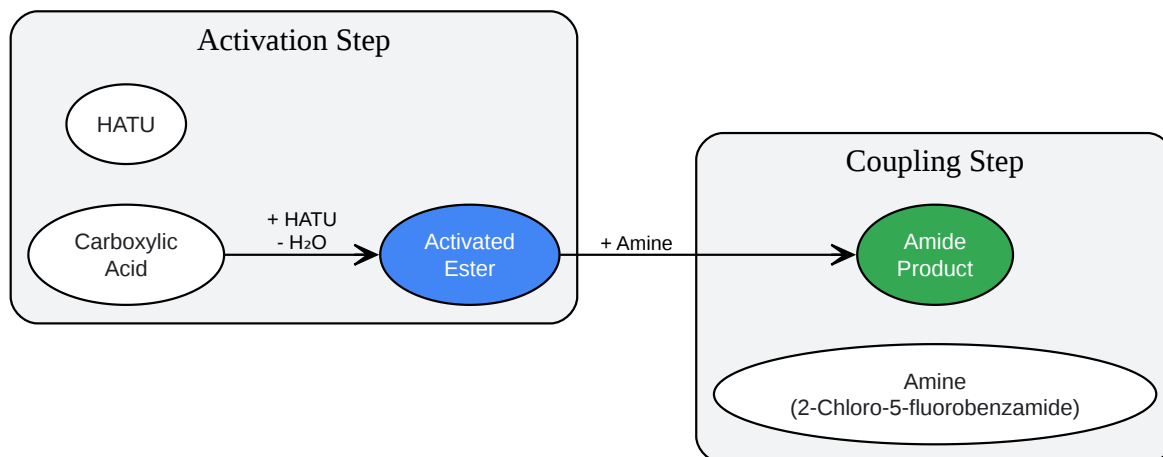 Activation Step
HATU
Carboxylic
Acid
+ HATU
- H₂O
Activated
Ester
+ Amine
Coupling Step
Amide
Product
Amine
(2-Chloro-5-fluorobenzamide)